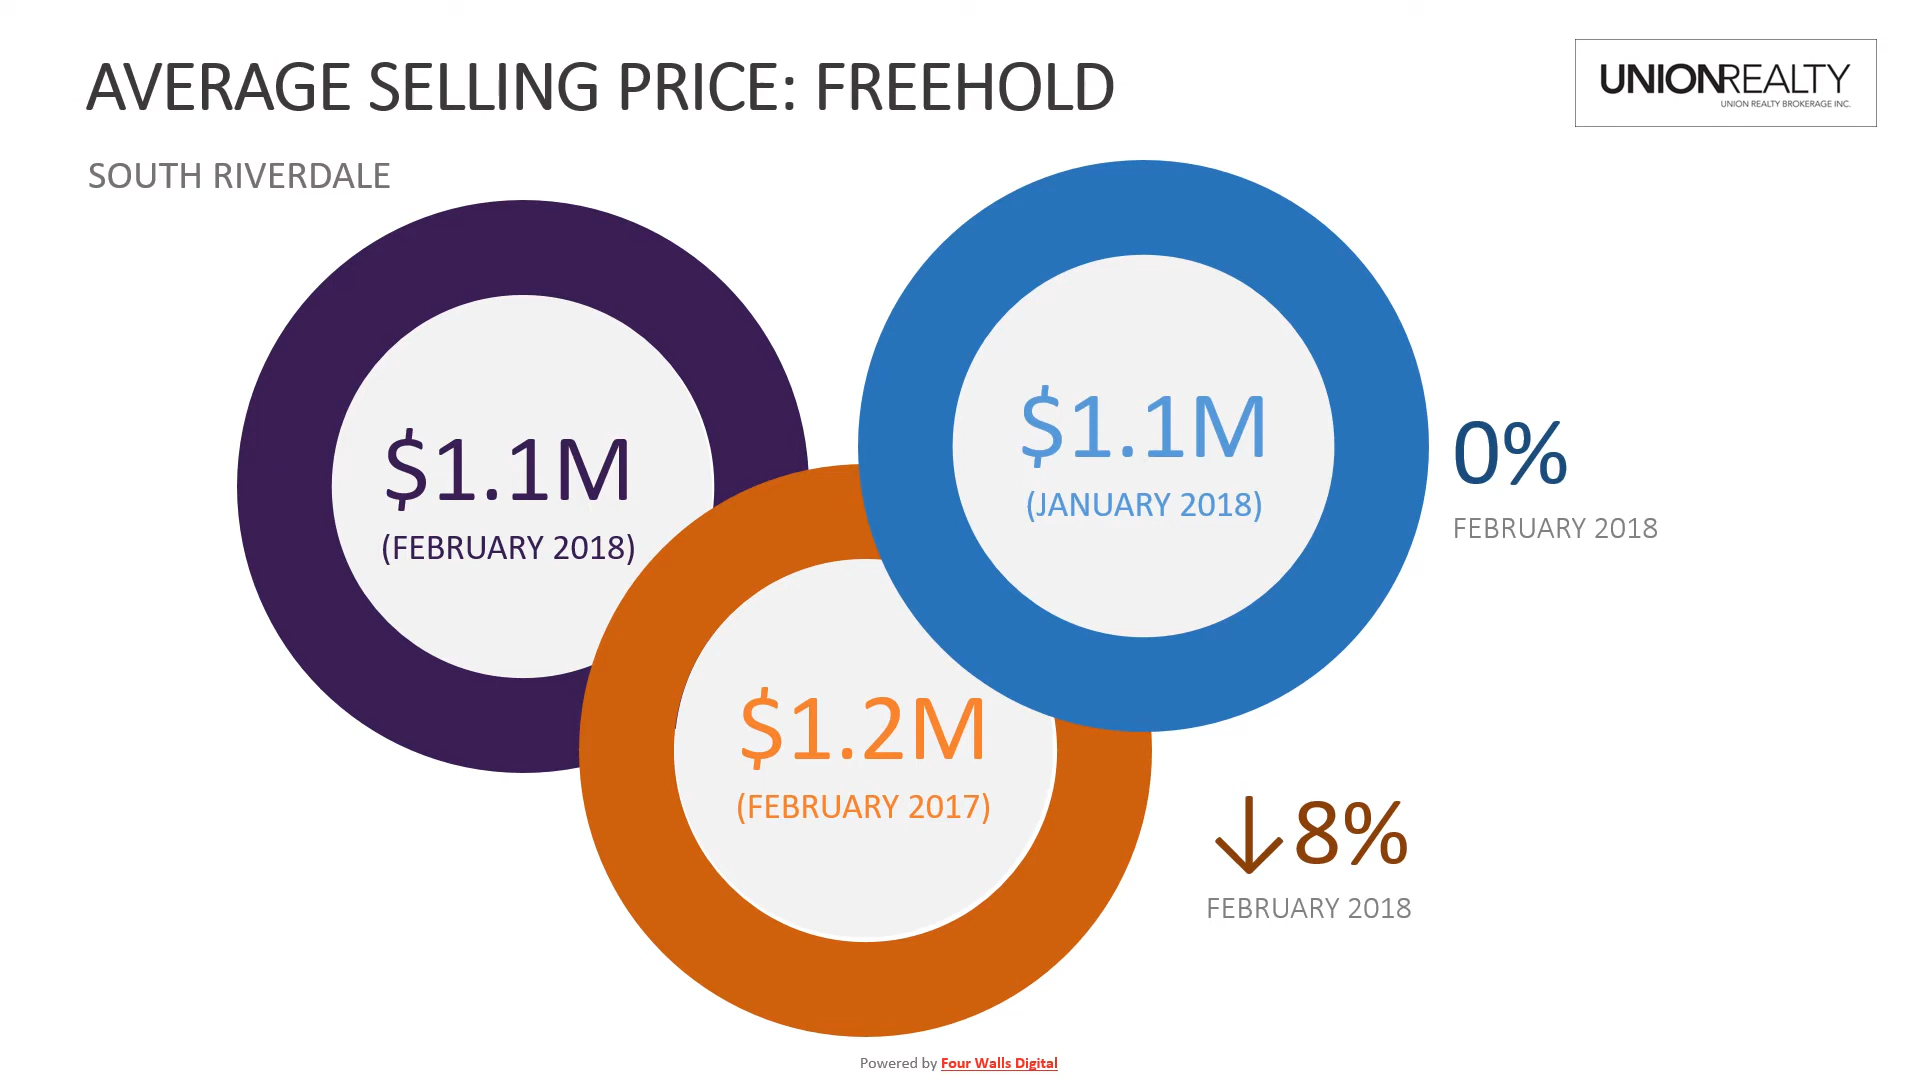 AVERAGE SELLING PRICE: FREEHOLD
UNIONREALTY
UNION REALTY BROKERAGE INC.
SOUTH RIVERDALE
$1.1M
(FEBRUARY 2018)
$1.1M
(JANUARY 2018)
0%
FEBRUARY 2018
$1.2M
(FEBRUARY 2017)
↓8%
FEBRUARY 2018
Powered by Four Walls Digital